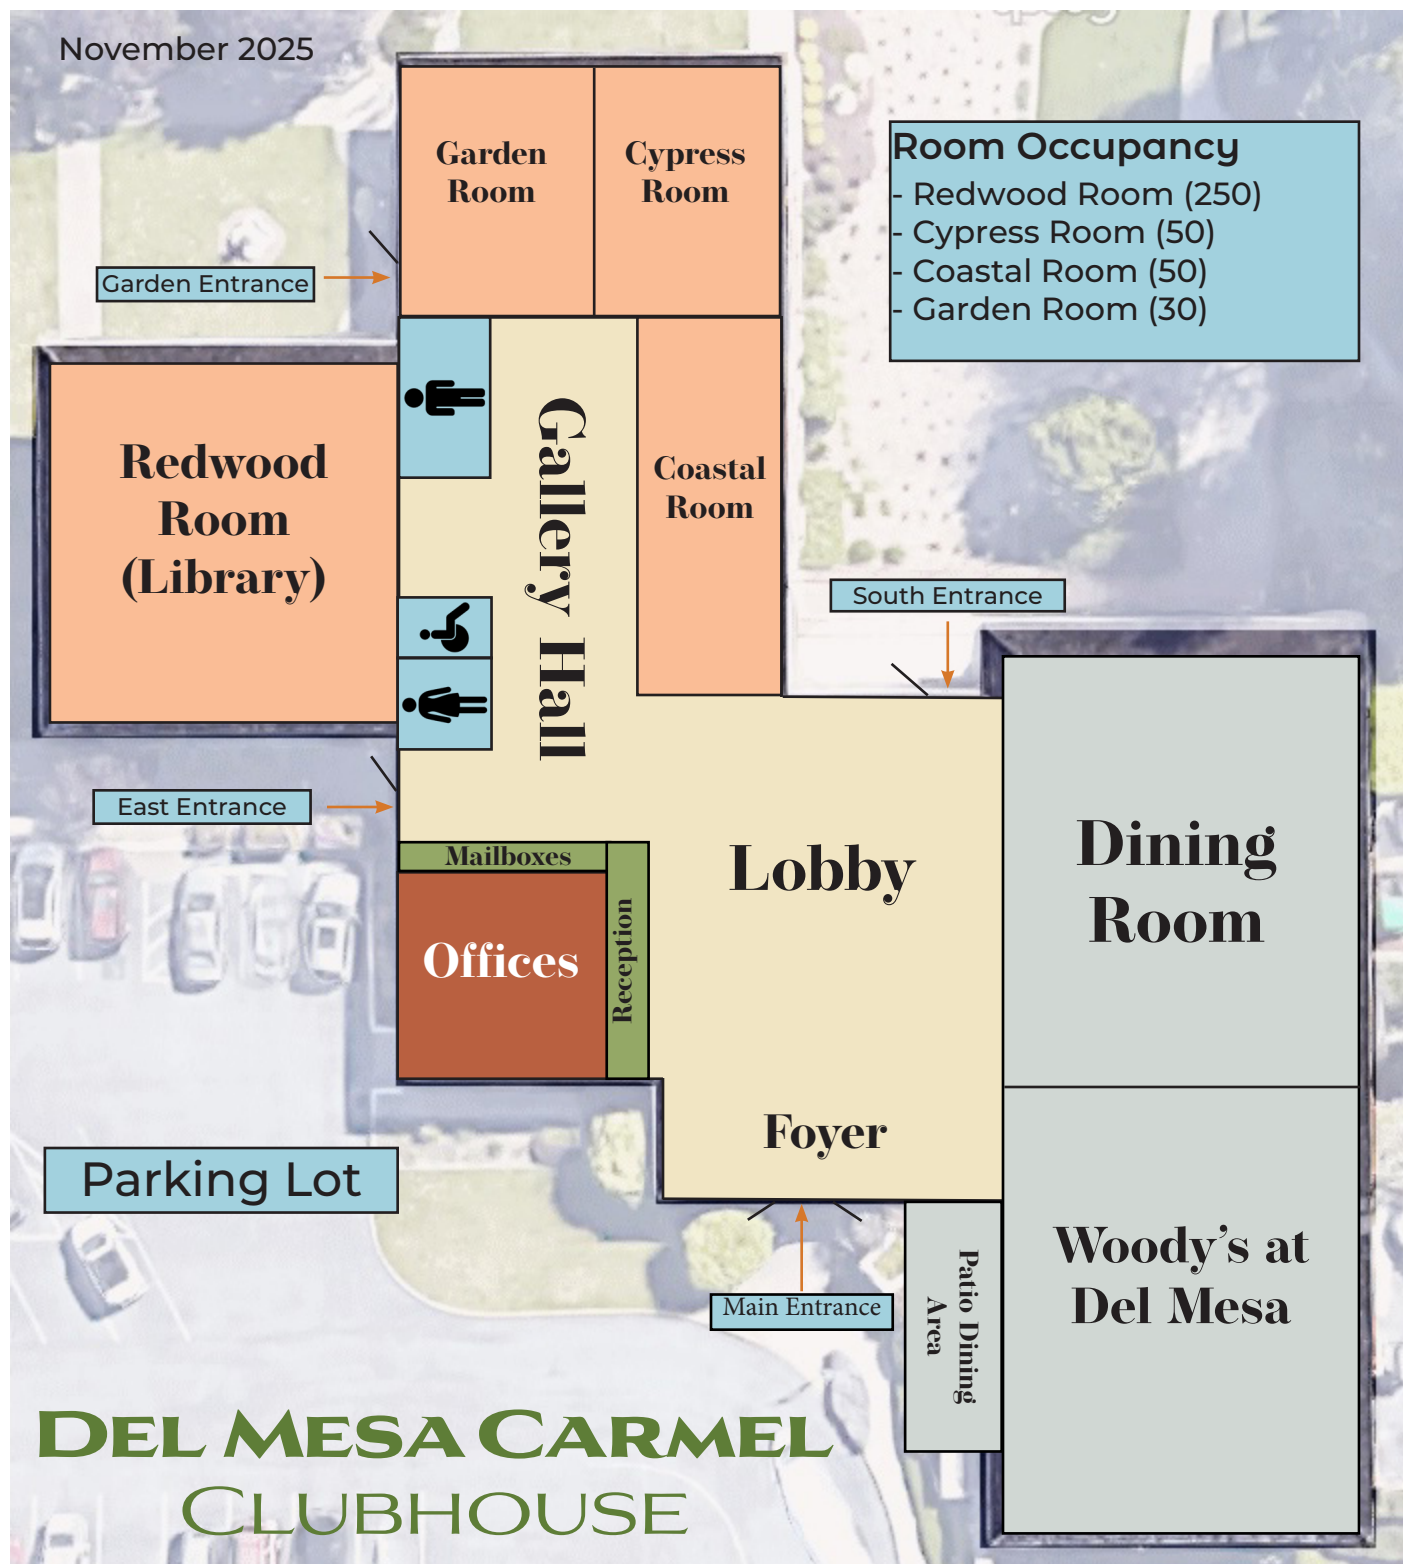 November 2025
Garden
Room
Cypress
Room
Room Occupancy
- Redwood Room (250)
- Cypress Room (50)
- Coastal Room (50)
- Garden Room (30)
Garden Entrance
Redwood
Room
(Library)
Gallery Hall
Coastal
Room
South Entrance
East Entrance
Mailboxes
Offices
Reception
Lobby
Dining
Room
Foyer
Parking Lot
Main Entrance
Patio Dining
Area
Woody’s at
Del Mesa
DEL MESA CARMEL
CLUBHOUSE